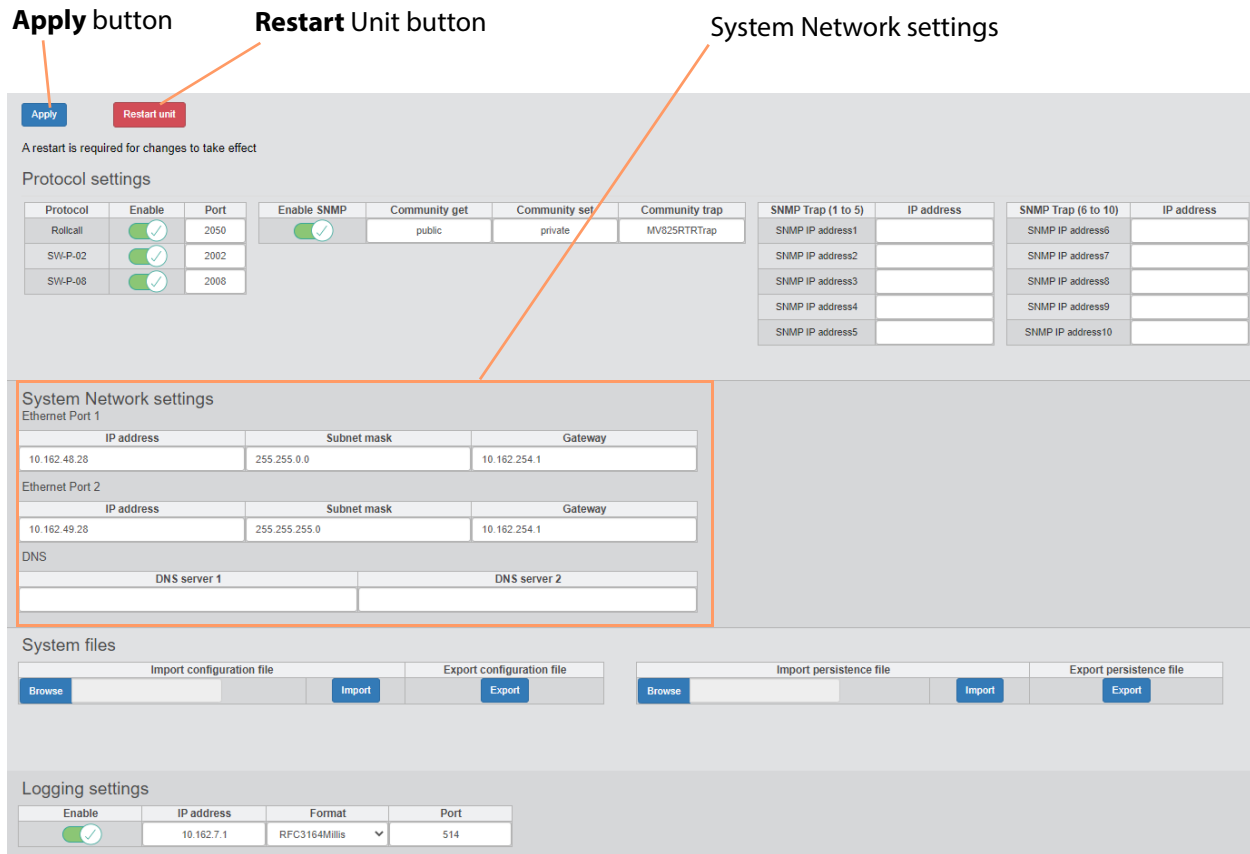 Apply button
Restart Unit button
System Network settings
Apply
Restart unit
A restart is required for changes to take effect
Protocol settings
Protocol Enable Port
Rollcall 2050
SW-P-02 2002
SW-P-08 2008
Enable SNMP Community get Community set Community trap
public private MV825RTRTrap
SNMP Trap (1 to 5) IP address
SNMP IP address1
SNMP IP address2
SNMP IP address3
SNMP IP address4
SNMP IP address5
SNMP Trap (6 to 10) IP address
SNMP IP address6
SNMP IP address7
SNMP IP address8
SNMP IP address9
SNMP IP address10
System Network settings
Ethernet Port 1
IP address Subnet mask Gateway
10.162.48.28 255.255.0.0 10.162.254.1
Ethernet Port 2
IP address Subnet mask Gateway
10.162.49.28 255.255.255.0 10.162.254.1
DNS
DNS server 1 DNS server 2
System files
Import configuration file Export configuration file
Browse Import Export
Import persistence file Export persistence file
Browse Import Export
Logging settings
Enable IP address Format Port
10.162.7.1 RFC3164Millis 514